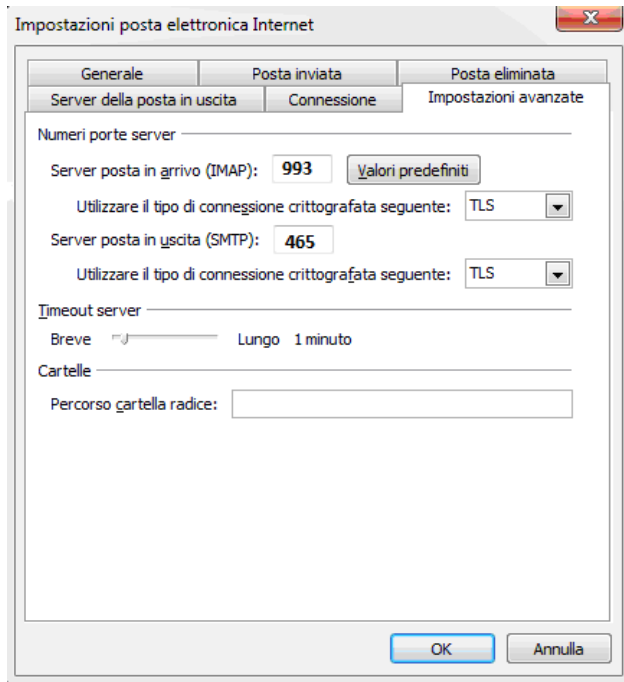 Impostazioni posta elettronica Internet
Generale Posta inviata Posta eliminata
Server della posta in uscita Connessione Impostazioni avanzate
Numeri porte server
Server posta in arrivo (IMAP): 993 Valori predefiniti
Utilizzare il tipo di connessione crittografata seguente: TLS
Server posta in uscita (SMTP): 465
Utilizzare il tipo di connessione crittografata seguente: TLS
Timeout server
Breve Lungo 1 minuto
Cartelle
Percorso cartella radice:
OK Annulla